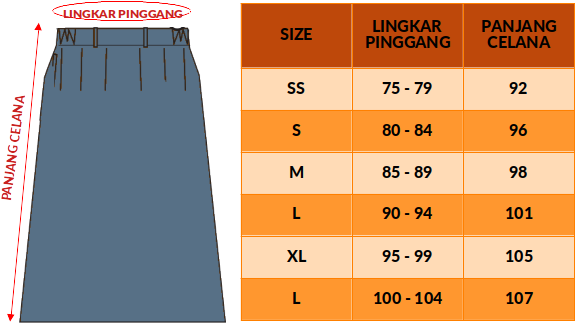 LINGKAR PINGGANG
PANJANG CELANA
SIZE LINGKAR PINGGANG PANJANG CELANA
SS 75 - 79 92
S 80 - 84 96
M 85 - 89 98
L 90 - 94 101
XL 95 - 99 105
L 100 - 104 107